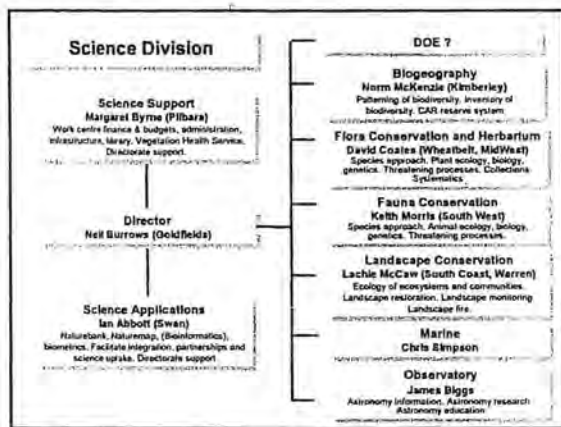 Science Division
Science Support
Margaret Byrne (Pilbara)
Work centre finance & budgets, administration,
infrastructure, library, Vegetation Health Service,
Directorate support.
Director
Neil Burrows (Goldfields)
Science Applications
Ian Abbott (Swan)
Naturebank, Naturemap, (Bioinformatics),
biometrics. Facilitate integration, partnerships and
science uptake. Directorate support
DOE ?
Biogeography
Norm McKenzie (Kimberley)
Patterning of biodiversity. Inventory of
biodiversity. CAR reserve system
Flora Conservation and Herbarium
David Coates (Wheatbelt, MidWest)
Species approach, Plant ecology, biology,
genetics. Threatening processes. Collections
Systematics
Fauna Conservation
Keith Morris (South West)
Species approach, Animal ecology, biology,
genetics. Threatening processes.
Landscape Conservation
Lachie McCaw (South Coast, Warren)
Ecology of ecosystems and communities.
Landscape restoration. Landscape monitoring
Landscape fire.
Marine
Chris Simpson
Observatory
James Biggs
Astronomy information. Astronomy research
Astronomy education